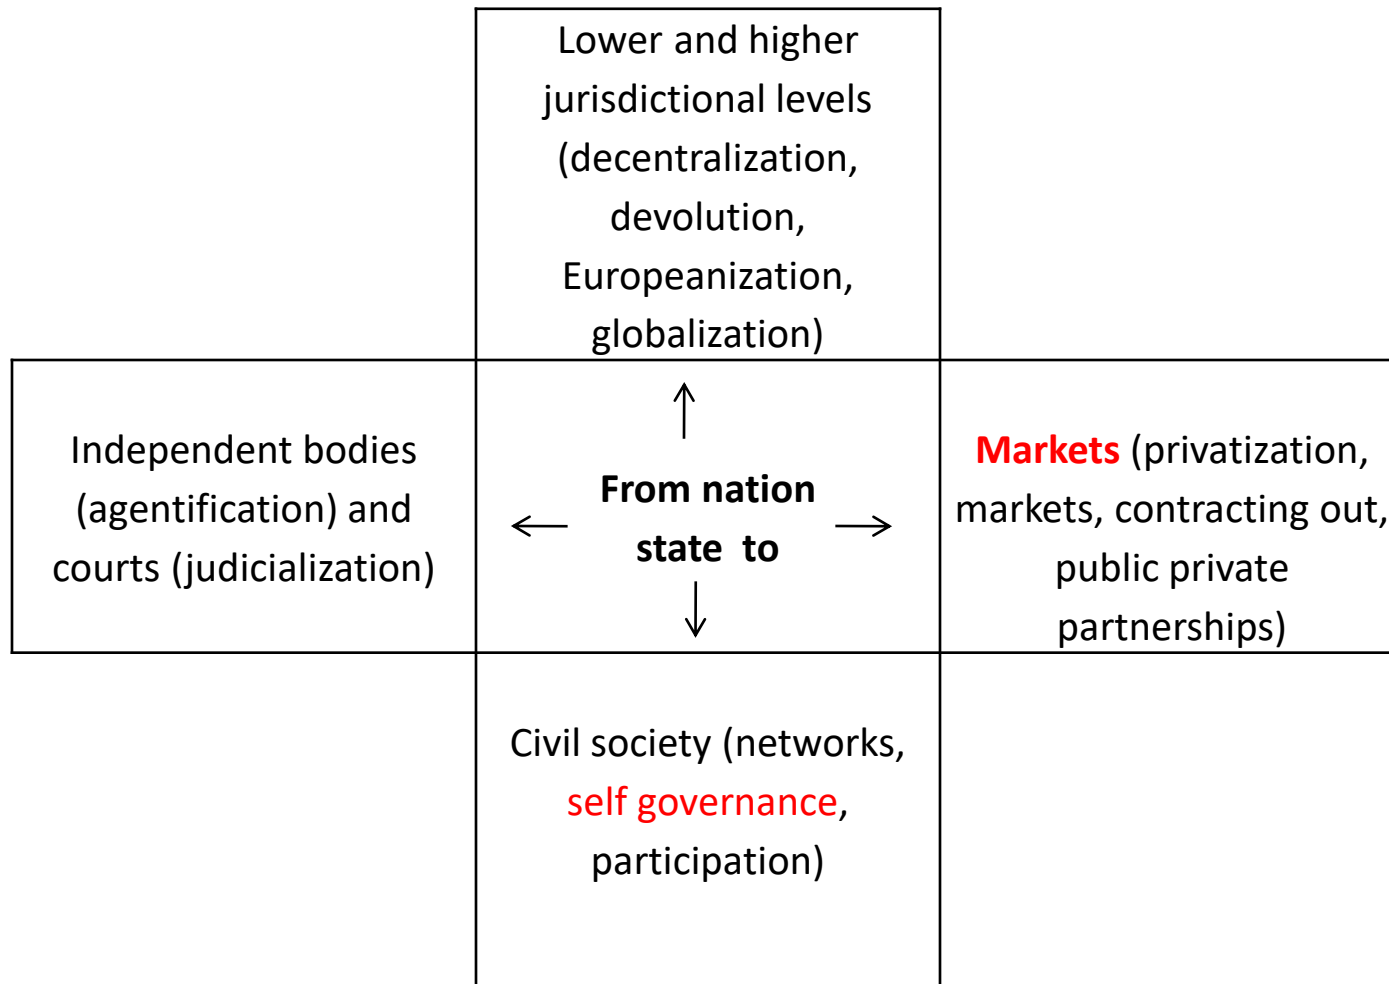 Lower and higher
jurisdictional levels
(decentralization,
devolution,
Europeanization,
globalization)
Independent bodies
(agentification) and
courts (judicialization)
From nation
state to
Markets (privatization,
markets, contracting out,
public private
partnerships)
Civil society (networks,
self governance,
participation)